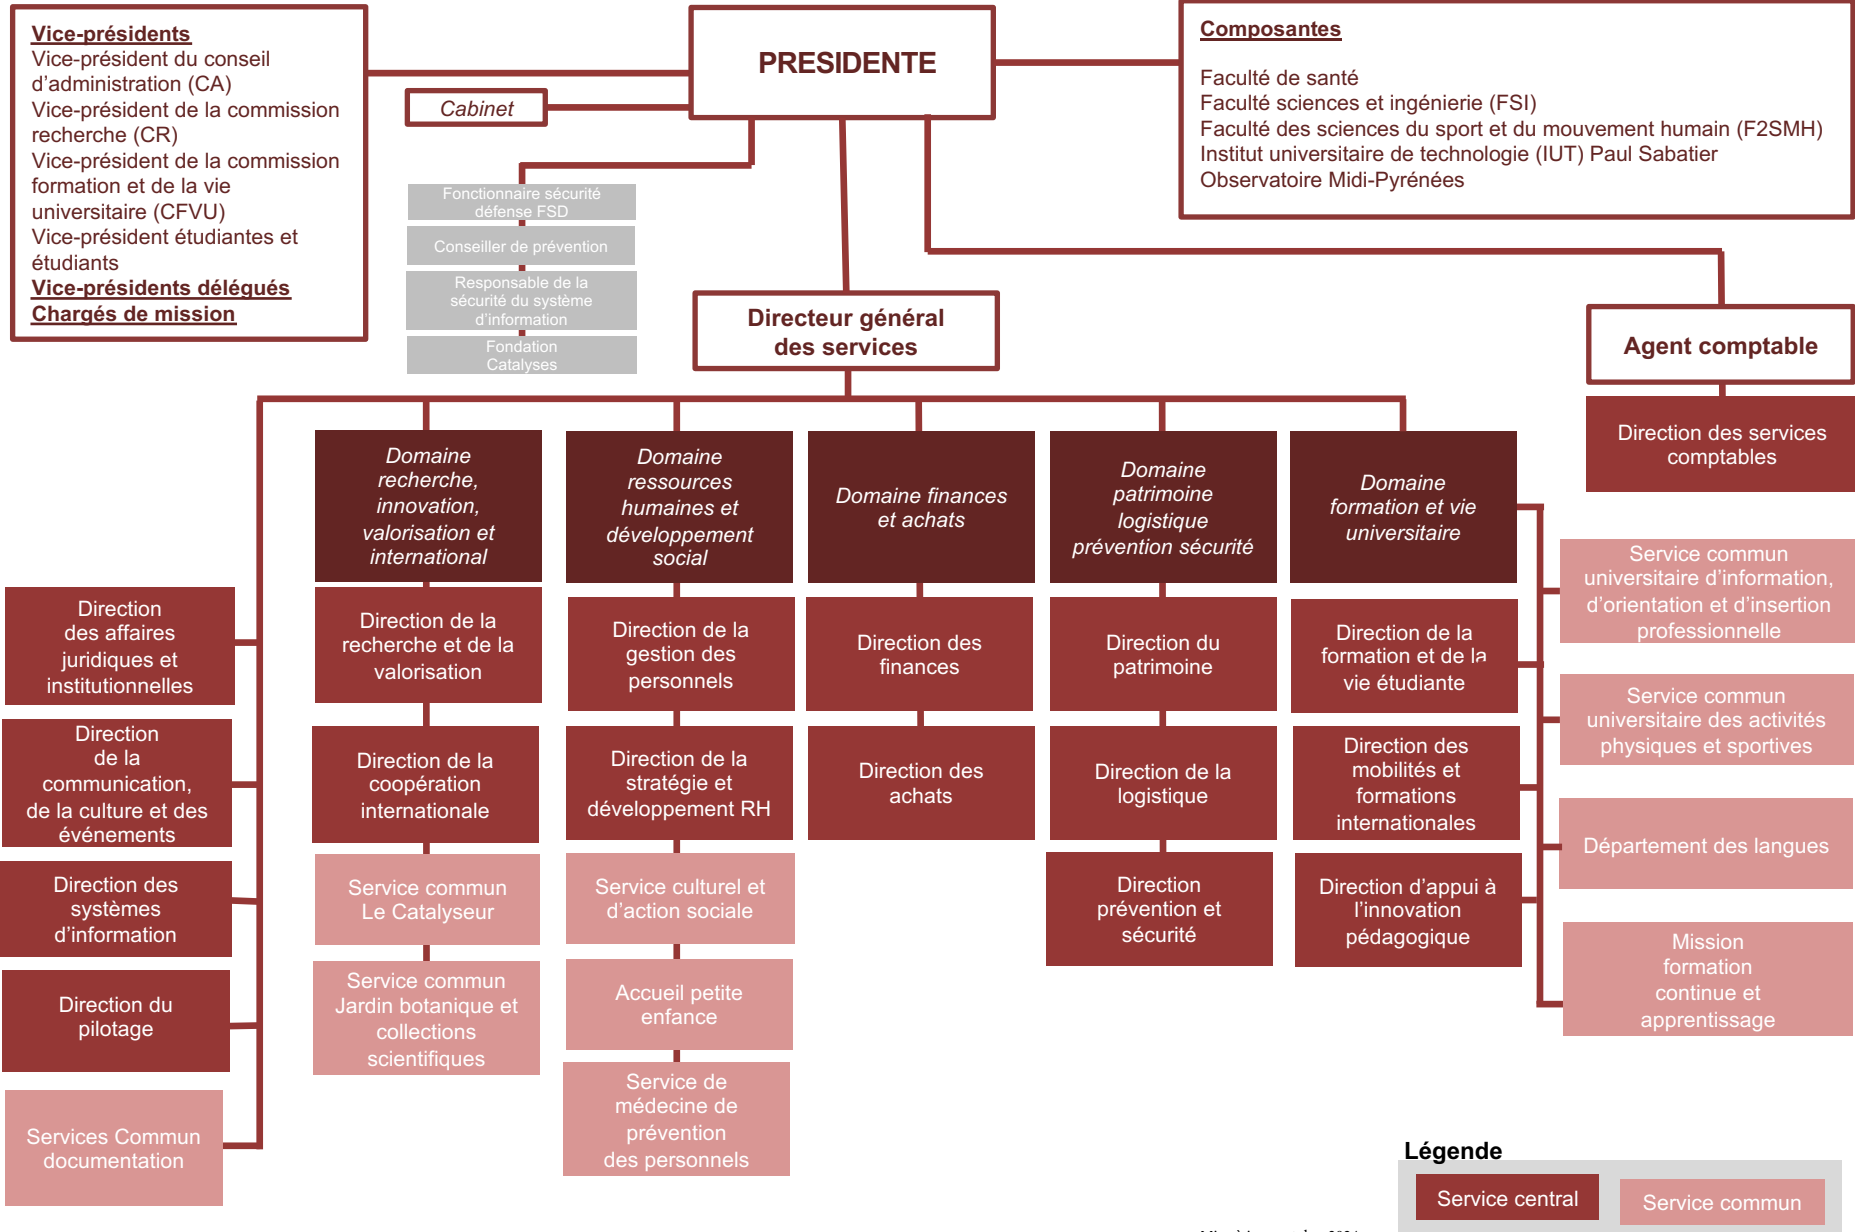 Vice-présidents
Vice-président du conseil
d'administration (CA)
Vice-président de la commission
recherche (CR)
Vice-président de la commission
formation et de la vie
universitaire (CFVU)
Vice-président étudiantes et
étudiants
Vice-présidents délégués
Chargés de mission
PRESIDENTE
Cabinet
Composantes
Faculté de santé
Faculté sciences et ingénierie (FSI)
Faculté des sciences du sport et du mouvement humain (F2SMH)
Institut universitaire de technologie (IUT) Paul Sabatier
Observatoire Midi-Pyrénées
Fonctionnaire sécurité
défense FSD
Conseiller de prévention
Responsable de la
sécurité du système
d'information
Fondation
Catalyses
Directeur général
des services
Agent comptable
Direction des services
comptables
Domaine
recherche,
innovation,
valorisation et
international
Domaine
ressources
humaines et
développement
social
Domaine finances
et achats
Domaine
patrimoine
logistique
prévention sécurité
Domaine
formation et vie
universitaire
Direction
des affaires
juridiques et
institutionnelles
Direction
de la
communication,
de la culture et des
événements
Direction des
systèmes
d'information
Direction du
pilotage
Services Commun
documentation
Direction de la
recherche et de la
valorisation
Direction de la
coopération
internationale
Service commun
Le Catalyseur
Service commun
Jardin botanique et
collections
scientifiques
Direction de la
gestion des
personnels
Direction de la
stratégie et
développement RH
Service culturel et
d'action sociale
Accueil petite
enfance
Service de
médecine de
prévention
des personnels
Direction des
finances
Direction des
achats
Direction du
patrimoine
Direction de la
logistique
Direction
prévention et
sécurité
Direction de la
formation et de la
vie étudiante
Direction des
mobilités et
formations
internationales
Direction d'appui à
l'innovation
pédagogique
Service commun
universitaire d'information,
d'orientation et d'insertion
professionnelle
Service commun
universitaire des activités
physiques et sportives
Département des langues
Mission
formation
continue et
apprentissage
Légende
Service central
Service commun